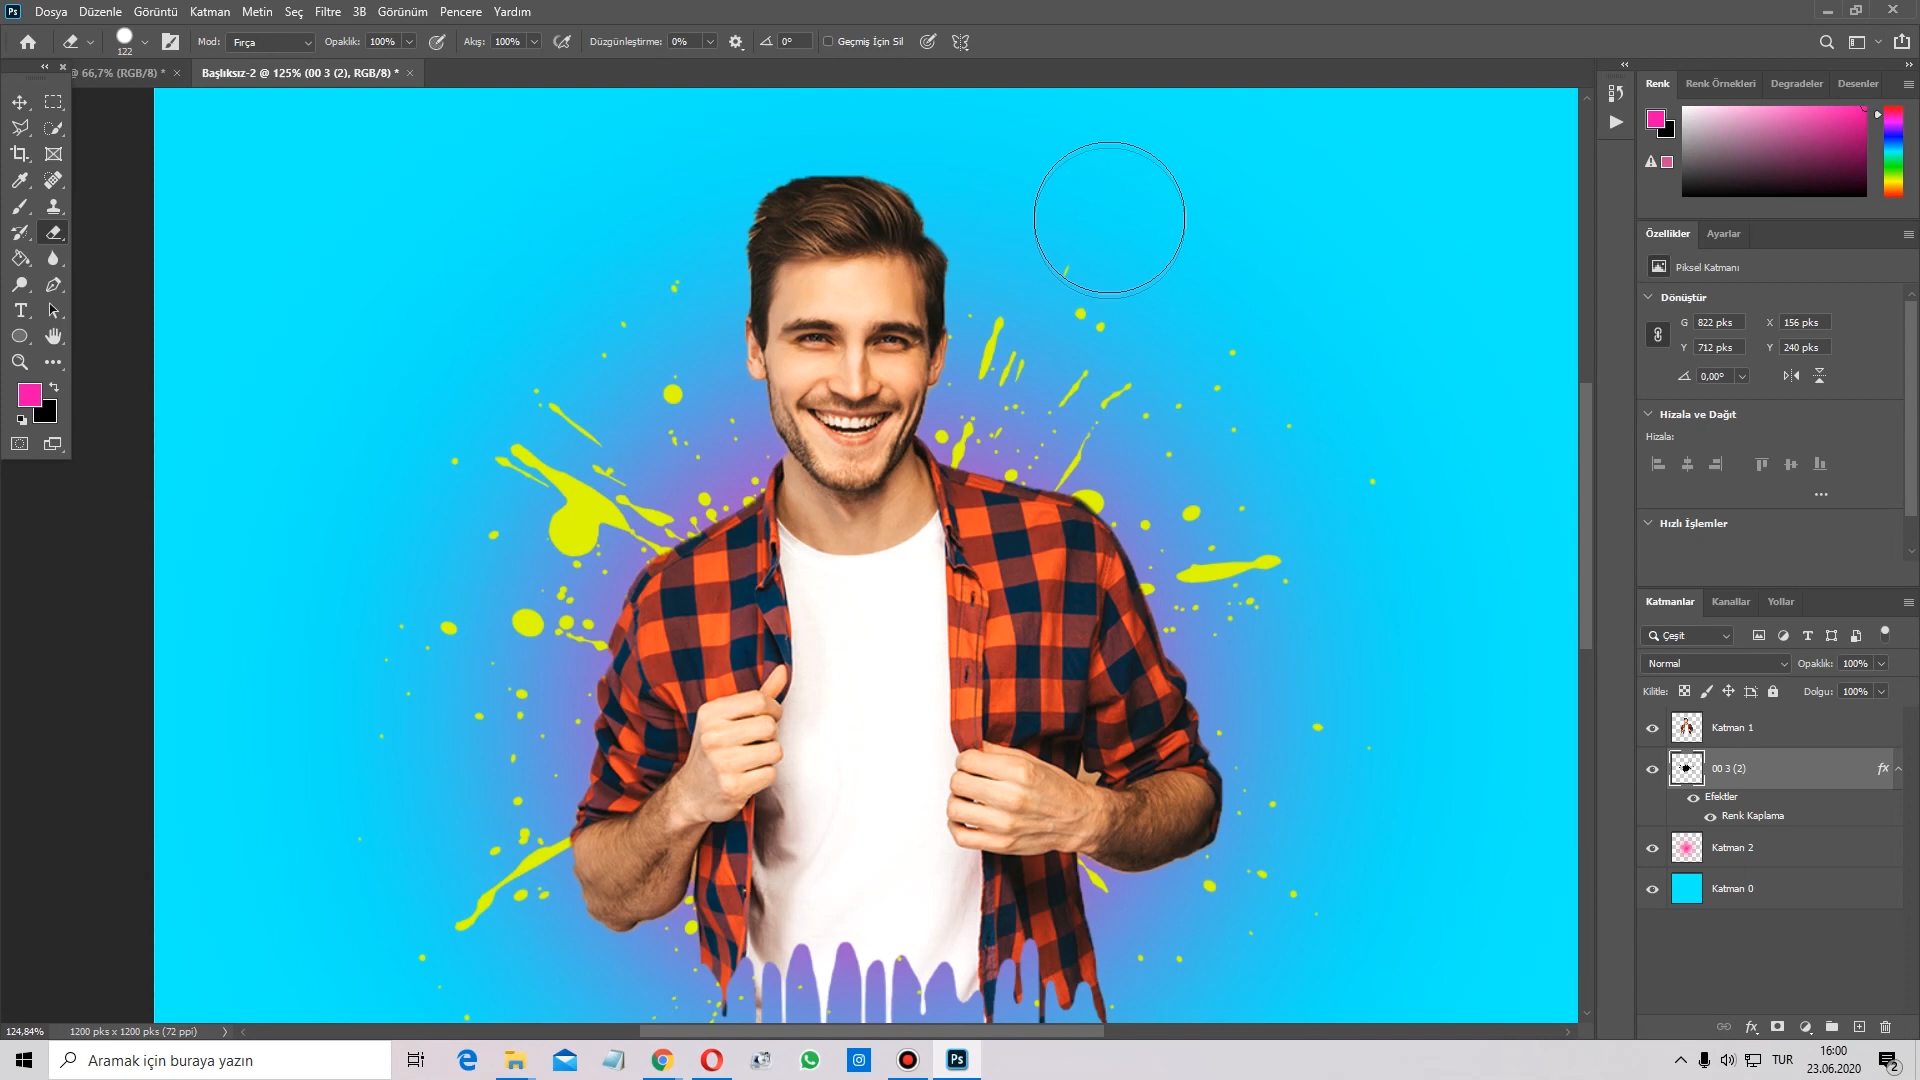 Ps Dosya Düzenle Görüntü Katman Metin Seç Filtre 3B Görünüm Pencere Yardım
122 Mod: Fırça Opaklık: 100% Akış: 100% Düzgünleştirme: 0% 0° Geçmiş İçin Sil
@ 66,7% (RGB/8) * Başlıksız-2 @ 125% (00 3 (2), RGB/8) *
Renk Renk Örnekleri Degradeler Desenler
Özellikler Ayarlar
Piksel Katmanı
Dönüştür
G 822 pks X 156 pks
Y 712 pks Y 240 pks
0,00°
Hizala ve Dağıt
Hizala:
Hızlı İşlemler
Katmanlar Kanallar Yollar
Çeşit
Normal Opaklık: 100%
Kilitle: Dolgu: 100%
Katman 1
00 3 (2) fx
Efektler
Renk Kaplama
Katman 2
Katman 0
fx
124,84% 1200 pks x 1200 pks (72 ppi)
Aramak için buraya yazın
Ps
TUR
16:00
23.06.2020
2